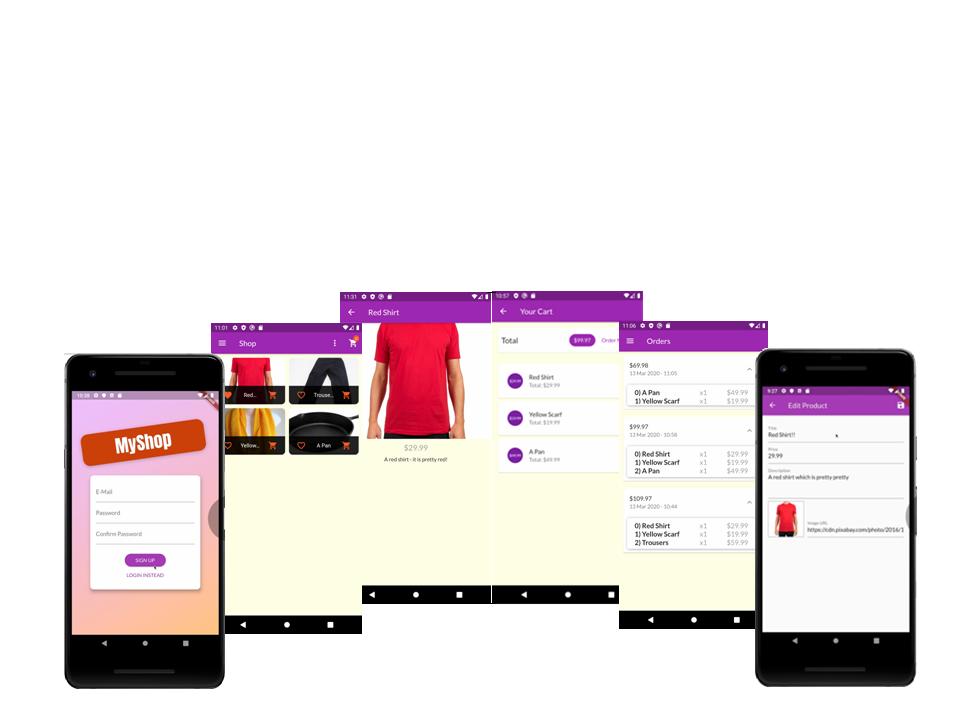 10:38
MyShop
E-Mail
Password
Confirm Password
SIGN UP
LOGIN INSTEAD
11:01
Shop
Red..
Trouse..
Yellow..
A Pan
11:31
Red Shirt
$29.99
A red shirt - it is pretty red!
10:57
Your Cart
Total $99.97 Order
$29.99 Red Shirt
Total: $29.99
$19.99 Yellow Scarf
Total: $19.99
$49.99 A Pan
Total: $49.99
11:06
Orders
$69.98
13 Mar 2020 - 11:05
0) A Pan x1 $49.99
1) Yellow Scarf x1 $19.99
$99.97
13 Mar 2020 - 10:58
0) Red Shirt x1 $29.99
1) Yellow Scarf x1 $19.99
2) A Pan x1 $49.99
$109.97
13 Mar 2020 - 10:44
0) Red Shirt x1 $29.99
1) Yellow Scarf x1 $19.99
2) Trousers x1 $59.99
9:27
Edit Product
Title
Red Shirt!!
Price
29.99
Description
A red shirt which is pretty pretty
Image URL
https://cdn.pixabay.com/photo/2016/1